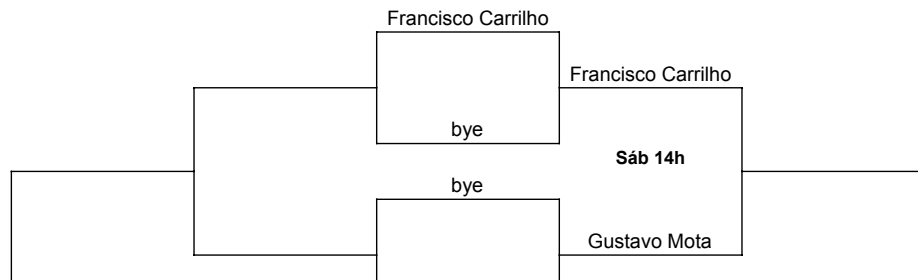 Francisco Carrilho
Francisco Carrilho
bye
Sáb 14h
bye
Gustavo Mota